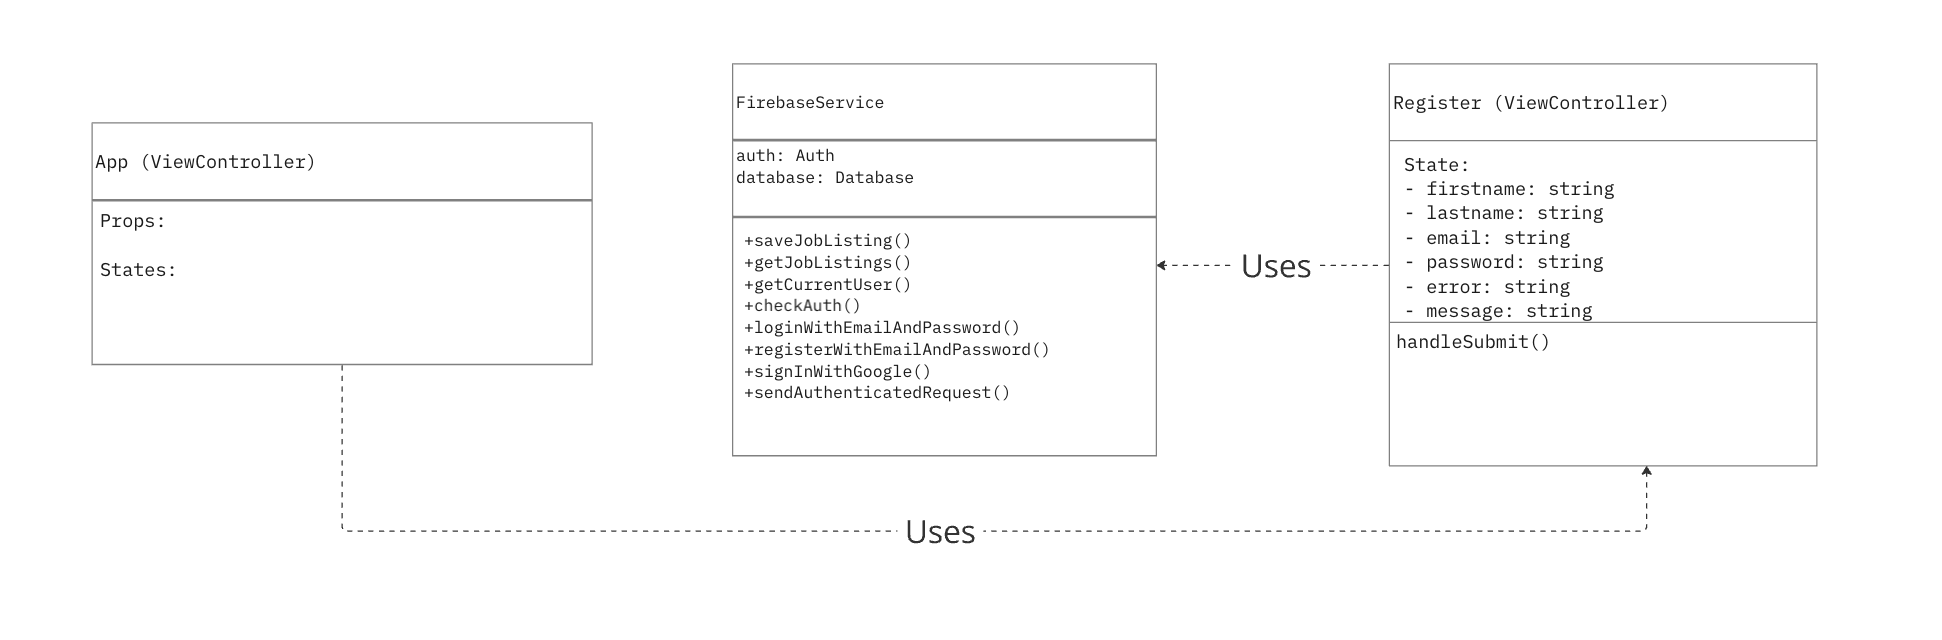 App (ViewController)
Props:
States:
FirebaseService
auth: Auth
database: Database
+saveJobListing()
+getJobListings()
+getCurrentUser()
+checkAuth()
+loginWithEmailAndPassword()
+registerWithEmailAndPassword()
+signInWithGoogle()
+sendAuthenticatedRequest()
Uses
Register (ViewController)
State:
- firstname: string
- lastname: string
- email: string
- password: string
- error: string
- message: string
handleSubmit()
Uses